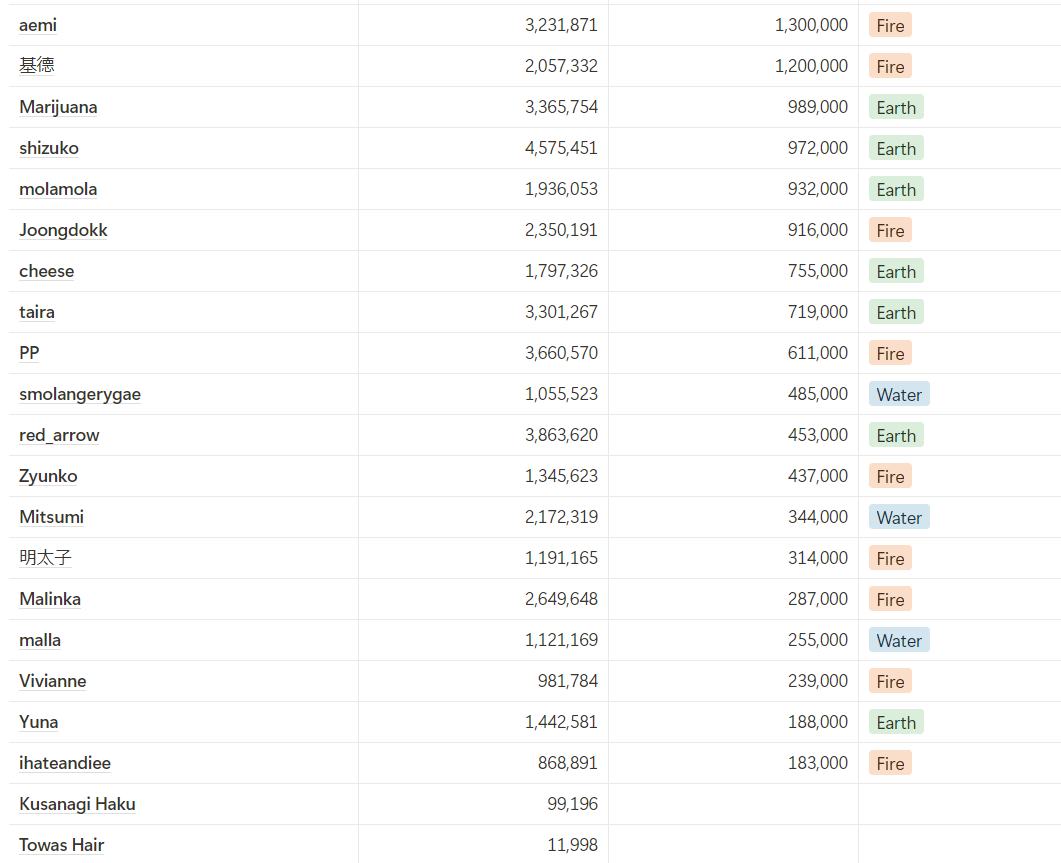 aemi 3,231,871 1,300,000 Fire
基德 2,057,332 1,200,000 Fire
Marijuana 3,365,754 989,000 Earth
shizuko 4,575,451 972,000 Earth
molamola 1,936,053 932,000 Earth
Joongdokk 2,350,191 916,000 Fire
cheese 1,797,326 755,000 Earth
taira 3,301,267 719,000 Earth
PP 3,660,570 611,000 Fire
smolangerygae 1,055,523 485,000 Water
red_arrow 3,863,620 453,000 Earth
Zyunko 1,345,623 437,000 Fire
Mitsumi 2,172,319 344,000 Water
明太子 1,191,165 314,000 Fire
Malinka 2,649,648 287,000 Fire
malla 1,121,169 255,000 Water
Vivianne 981,784 239,000 Fire
Yuna 1,442,581 188,000 Earth
ihateandiee 868,891 183,000 Fire
Kusanagi Haku 99,196
Towas Hair 11,998